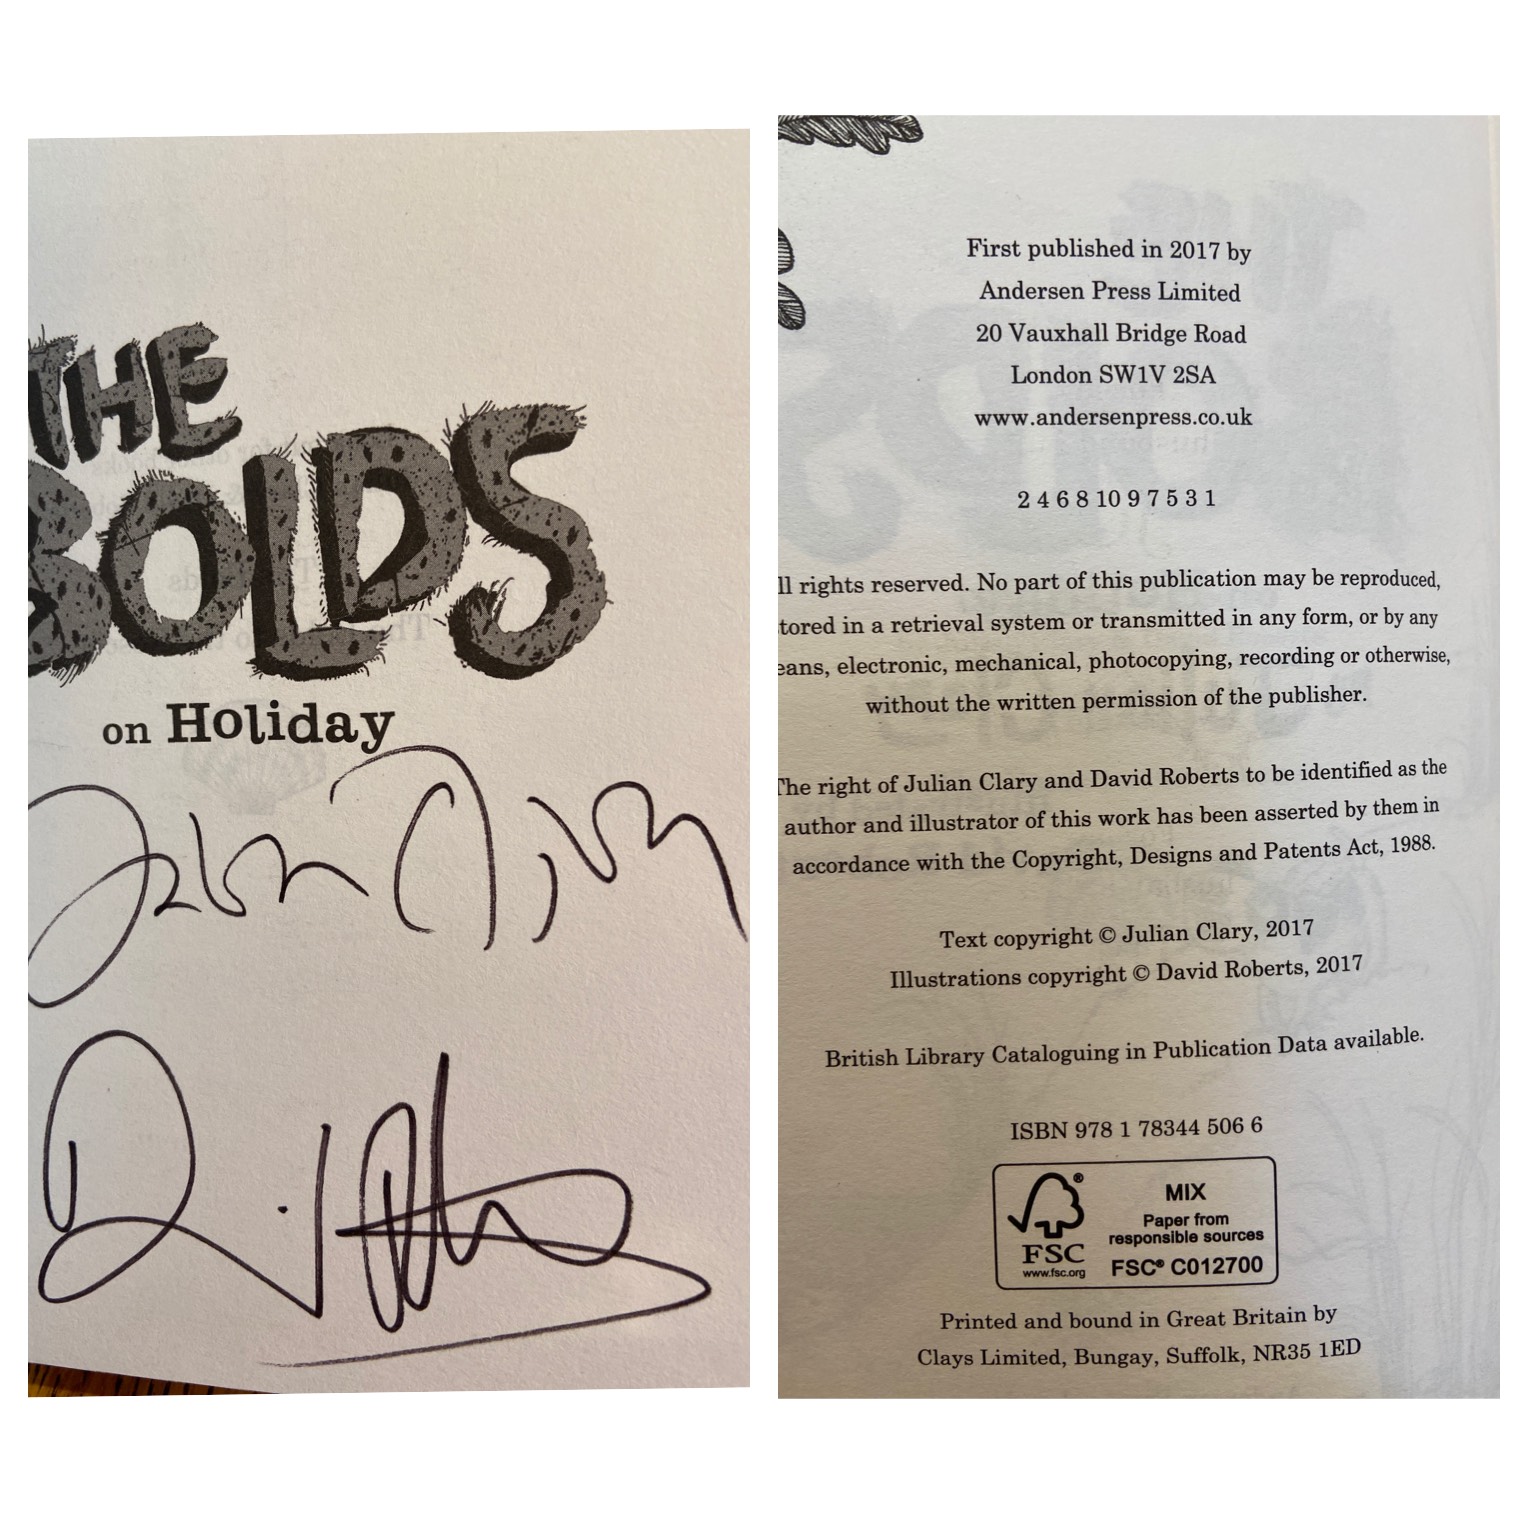 THE
BOLDS
on Holiday
Julian Clary
First published in 2017 by
Andersen Press Limited
20 Vauxhall Bridge Road
London SW1V 2SA
www.andersenpress.co.uk
2 4 6 8 10 9 7 5 3 1
ll rights reserved. No part of this publication may be reproduced,
tored in a retrieval system or transmitted in any form, or by any
eans, electronic, mechanical, photocopying, recording or otherwise,
without the written permission of the publisher.
The right of Julian Clary and David Roberts to be identified as the
author and illustrator of this work has been asserted by them in
accordance with the Copyright, Designs and Patents Act, 1988.
Text copyright © Julian Clary, 2017
Illustrations copyright © David Roberts, 2017
British Library Cataloguing in Publication Data available.
ISBN 978 1 78344 506 6
®
FSC
www.fsc.org
MIX
Paper from
responsible sources
FSC® C012700
Printed and bound in Great Britain by
Clays Limited, Bungay, Suffolk, NR35 1ED